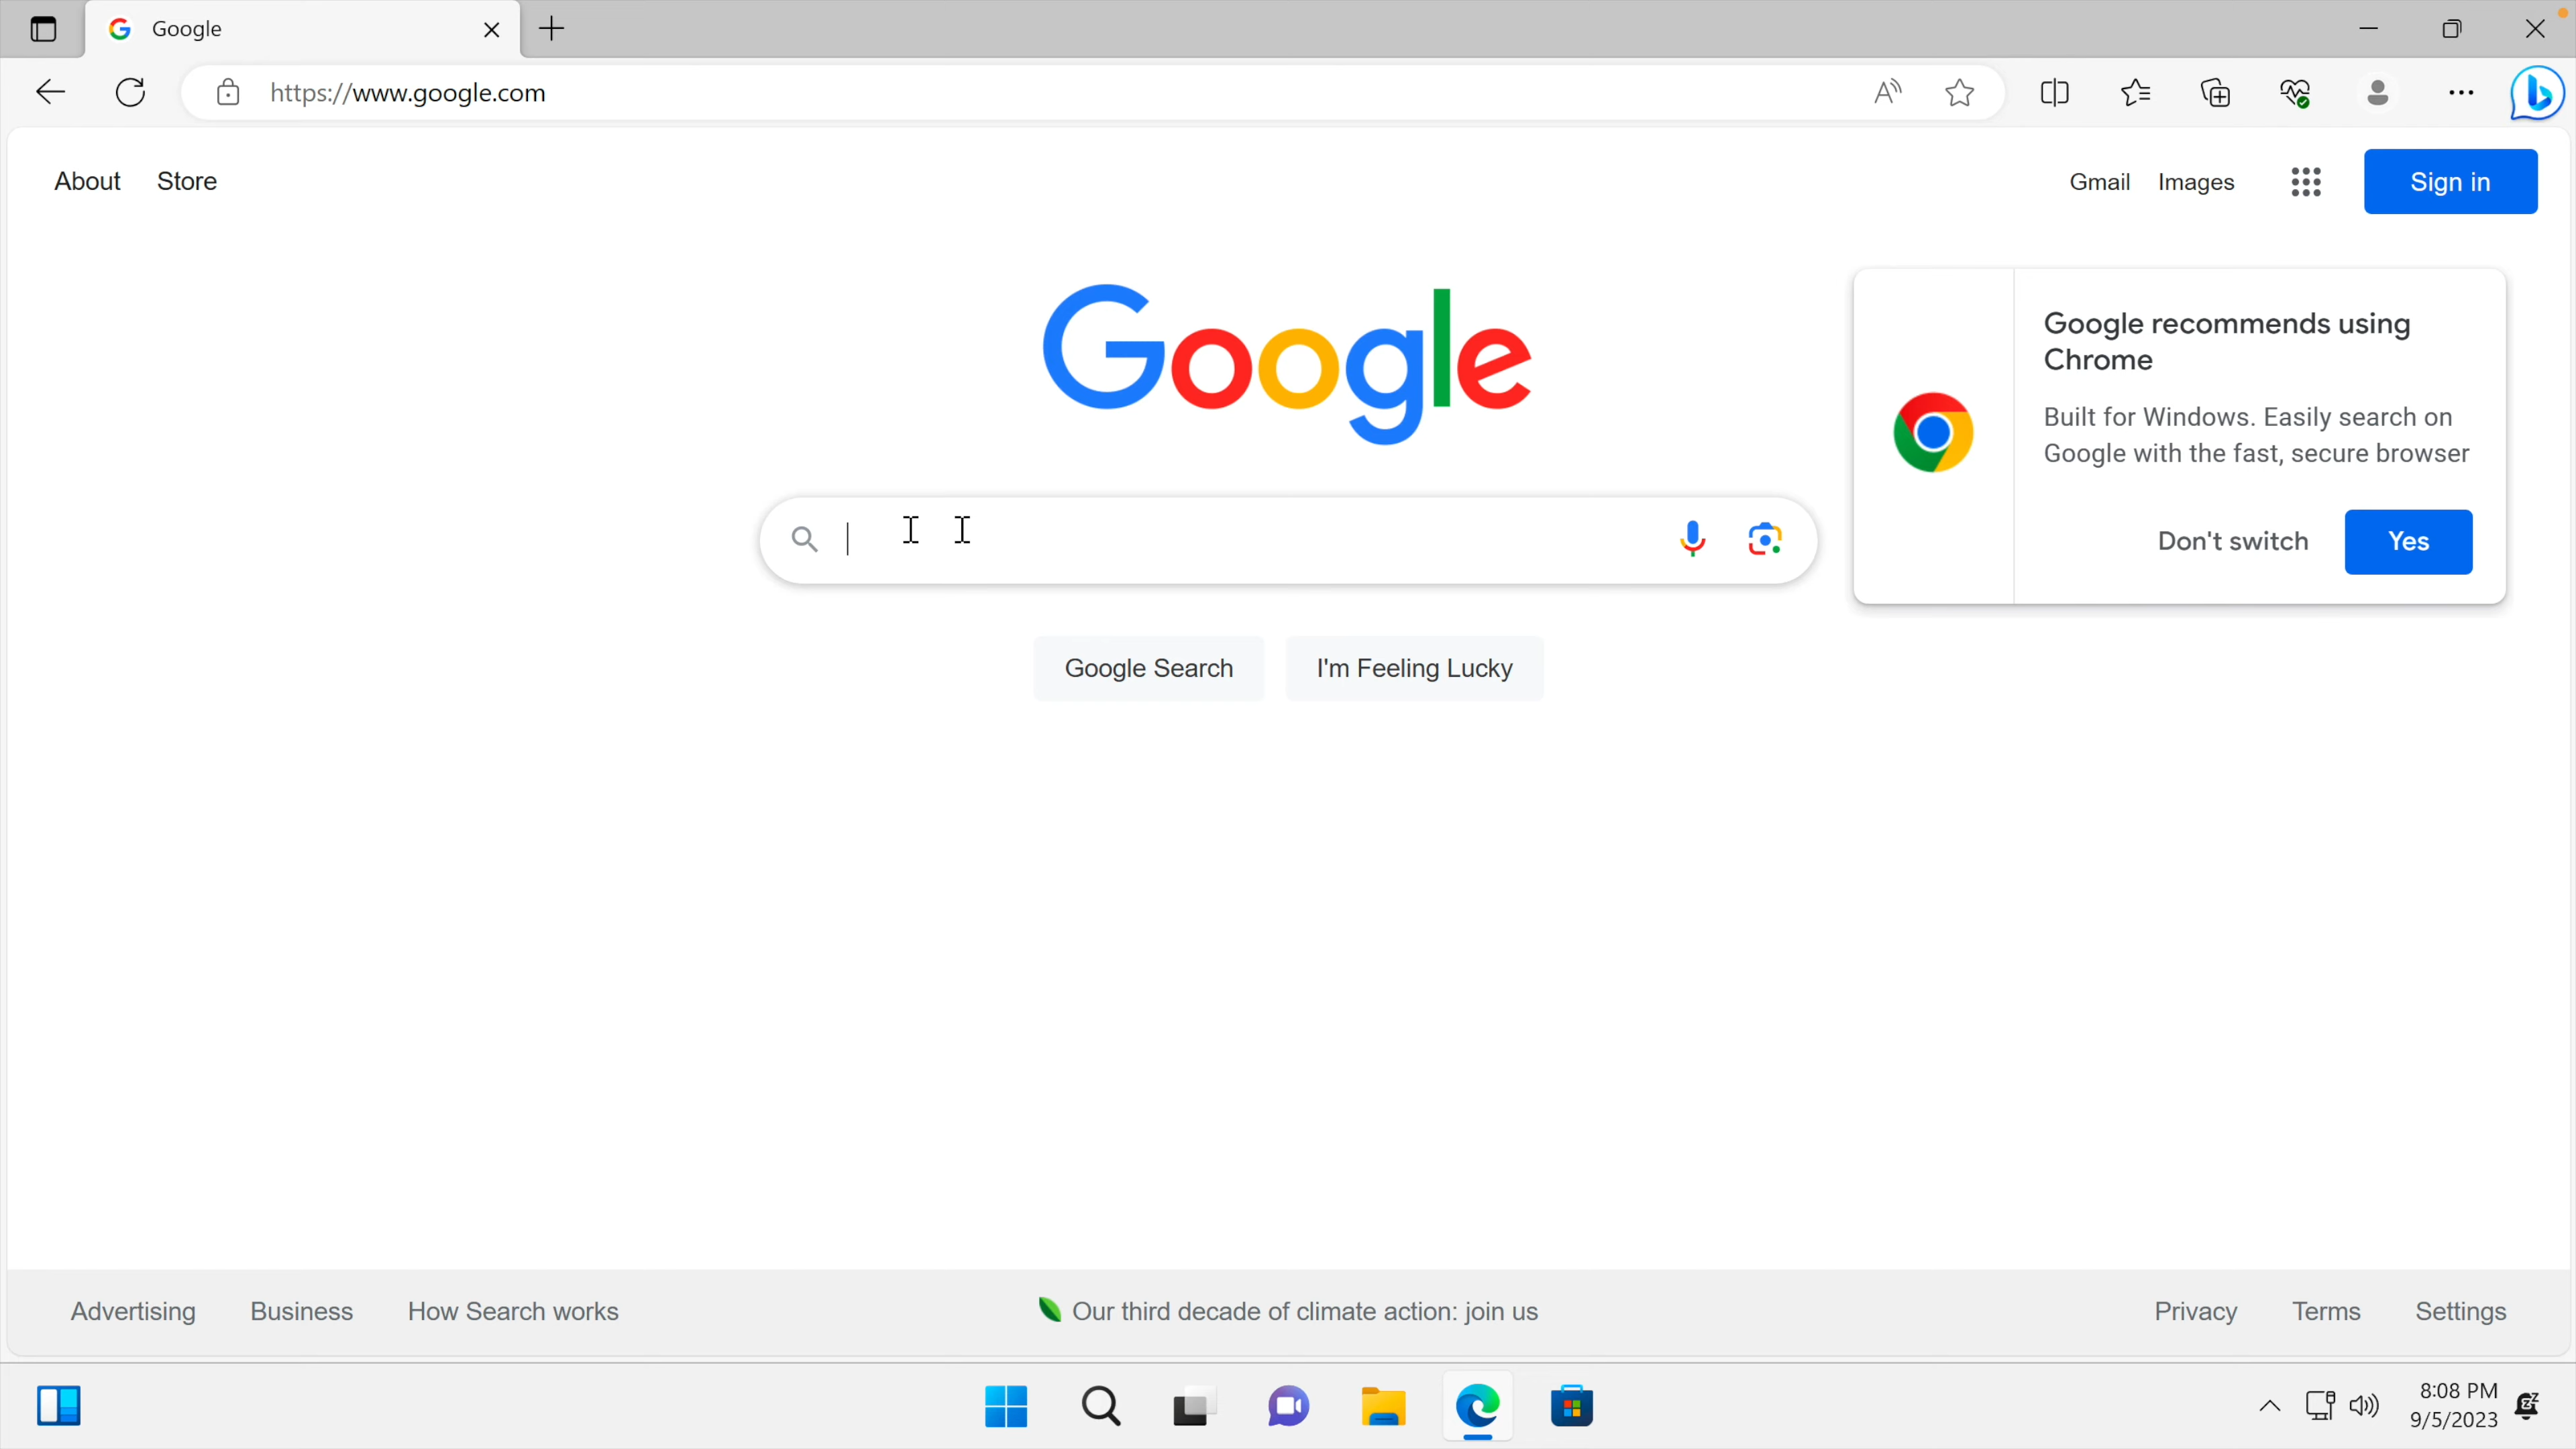 Google
https://www.google.com
About Store
Gmail Images Sign in
Google
Google recommends using
Chrome
Built for Windows. Easily search on
Google with the fast, secure browser
Don't switch Yes
Google Search I'm Feeling Lucky
Advertising Business How Search works Our third decade of climate action: join us Privacy Terms Settings
8:08 PM
9/5/2023